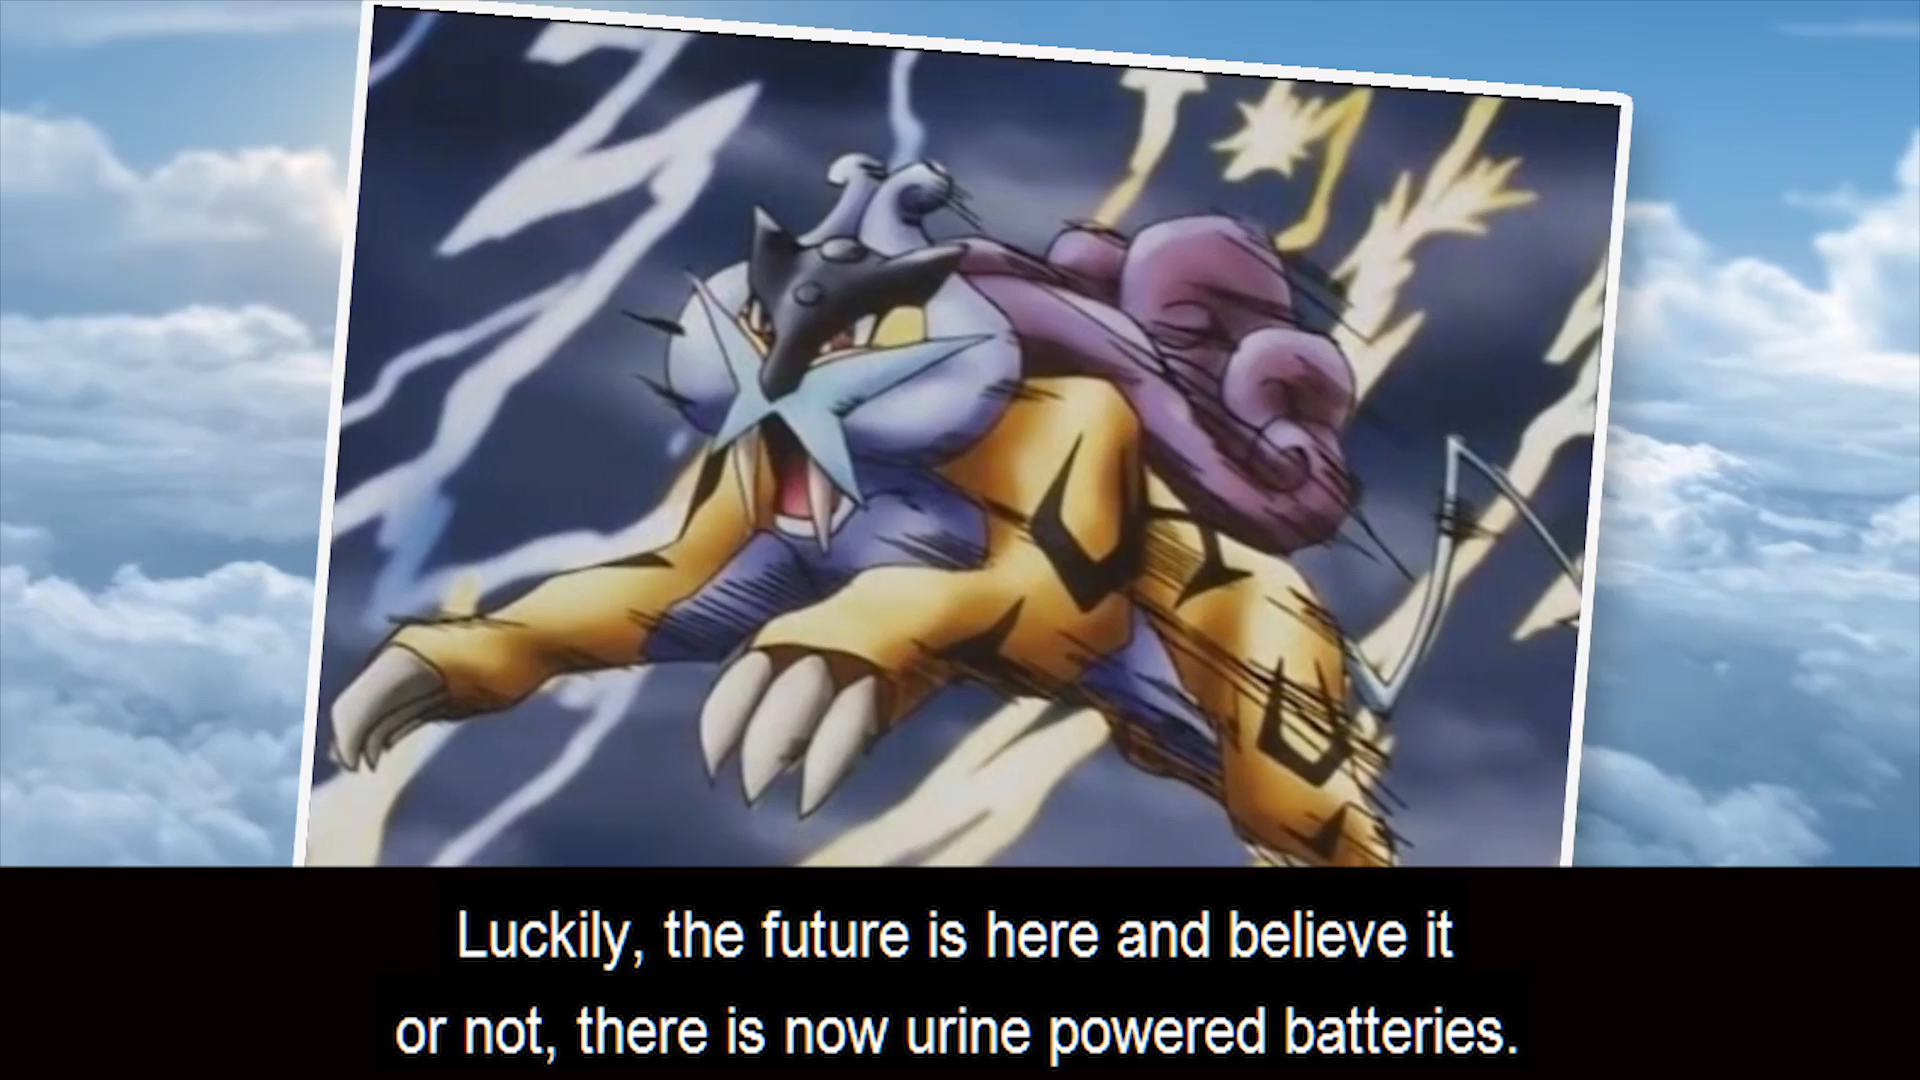 Luckily, the future is here and believe it
or not, there is now urine powered batteries.